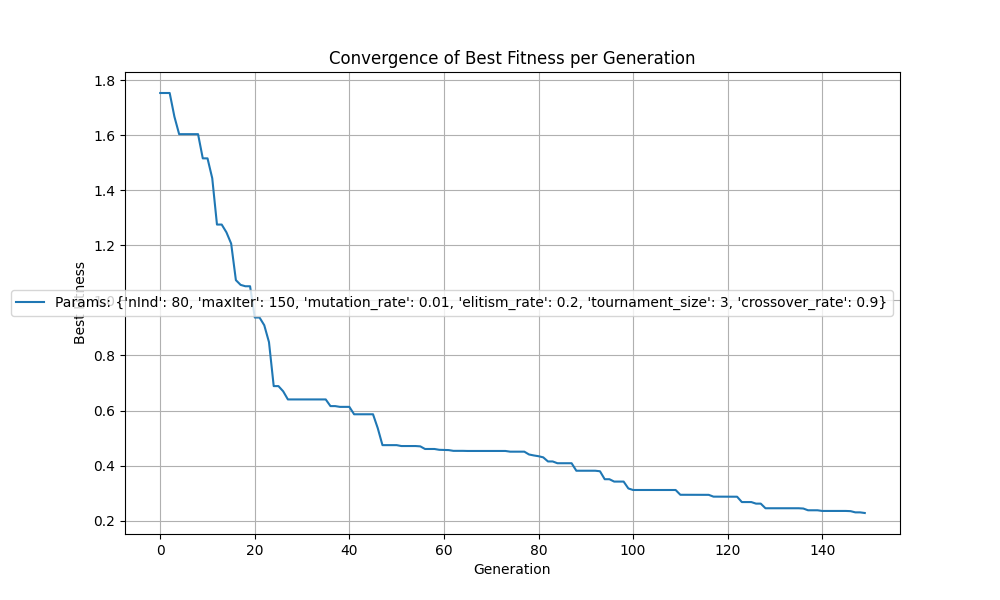 Convergence of Best Fitness per Generation
1.8
1.6
1.4
1.2
Params: {'nInd': 80, 'maxIter': 150, 'mutation_rate': 0.01, 'elitism_rate': 0.2, 'tournament_size': 3, 'crossover_rate': 0.9}
0.8
0.6
0.4
0.2
Best
0 20 40 60 80 100 120 140
Generation